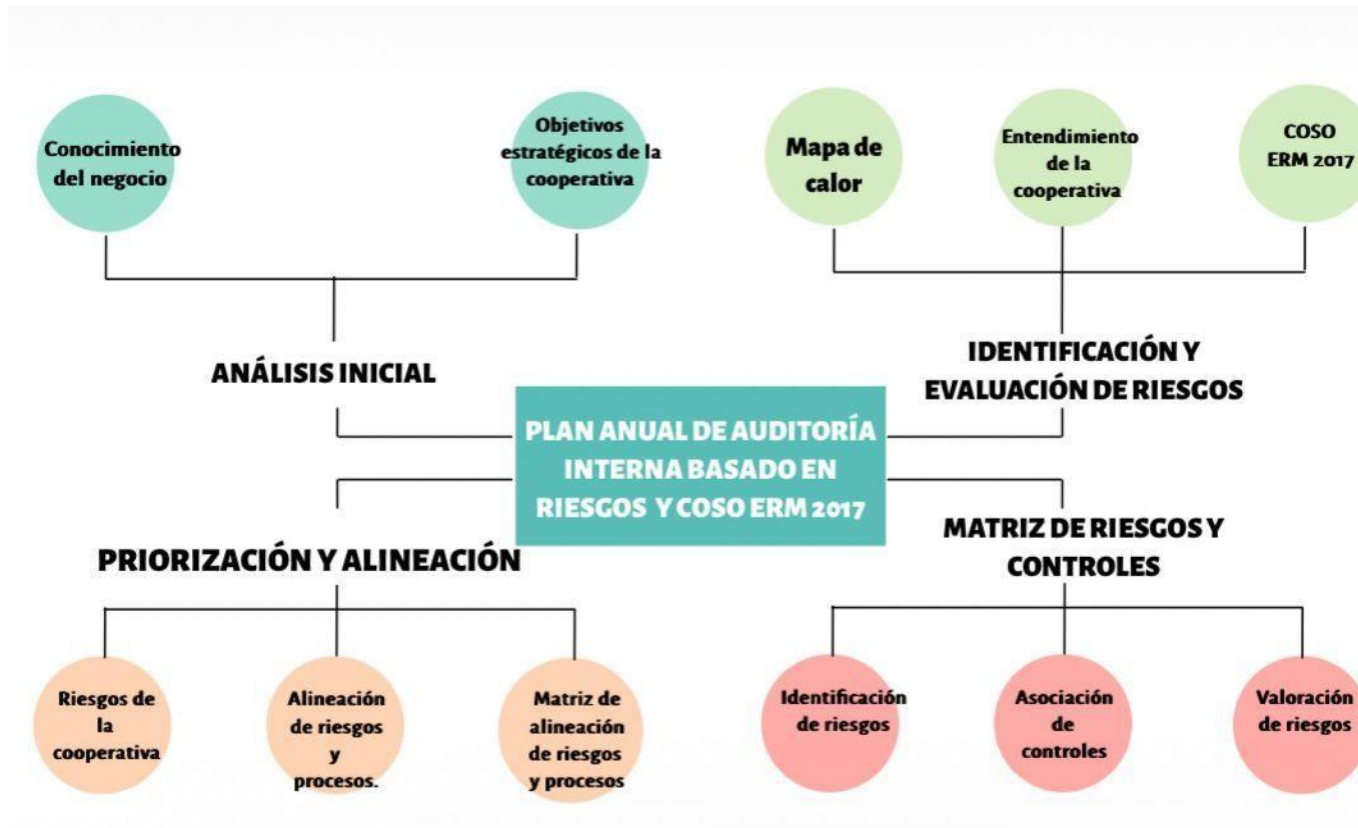 Conocimiento
del negocio
Objetivos
estratégicos de la
cooperativa
Mapa de
calor
Entendimiento
de la
cooperativa
COSO
ERM 2017
ANÁLISIS INICIAL
IDENTIFICACIÓN Y
EVALUACIÓN DE RIESGOS
PLAN ANUAL DE AUDITORÍA
INTERNA BASADO EN
RIESGOS Y COSO ERM 2017
PRIORIZACIÓN Y ALINEACIÓN
MATRIZ DE RIESGOS Y
CONTROLES
Riesgos de
la
cooperativa
Alineación
de riesgos
y
procesos.
Matriz de
alineación
de riesgos
y procesos
Identificación
de riesgos
Asociación
de
controles
Valoración
de riesgos